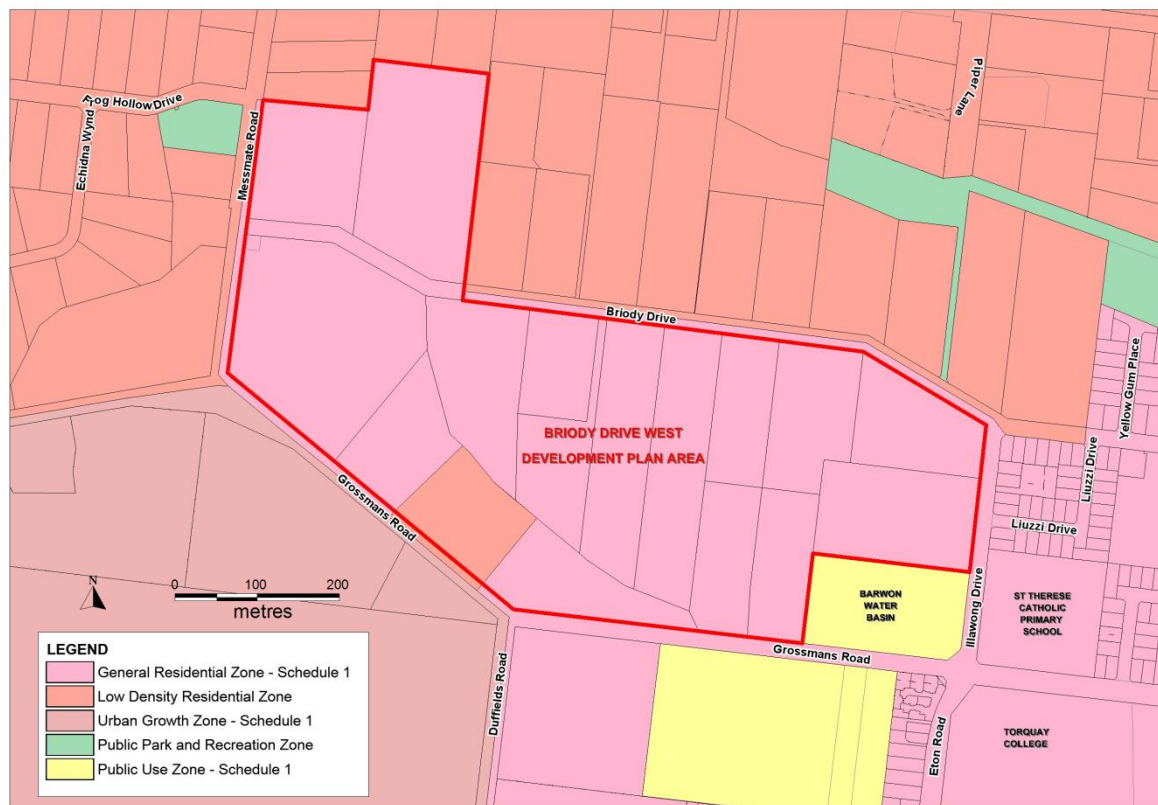 Frog Hollow Drive
Echidna Wynd
Messmate Road
Piper Lane
Briody Drive
Yellow Gum Place
Liuzzi Drive
Liuzzi Drive
BRIODY DRIVE WEST
DEVELOPMENT PLAN AREA
Grossmans Road
N
0 100 200
metres
BARWON
WATER
BASIN
Illawong Drive
ST THERESE
CATHOLIC
PRIMARY
SCHOOL
Grossmans Road
Duffields Road
Eton Road
TORQUAY
COLLEGE
LEGEND
General Residential Zone - Schedule 1
Low Density Residential Zone
Urban Growth Zone - Schedule 1
Public Park and Recreation Zone
Public Use Zone - Schedule 1